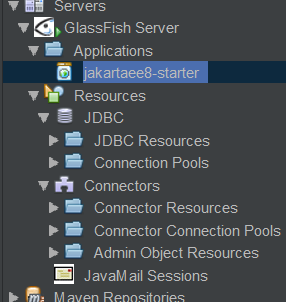 Servers
GlassFish Server
Applications
jakartaee8-starter
Resources
JDBC
JDBC Resources
Connection Pools
Connectors
Connector Resources
Connector Connection Pools
Admin Object Resources
JavaMail Sessions
Maven Repositories